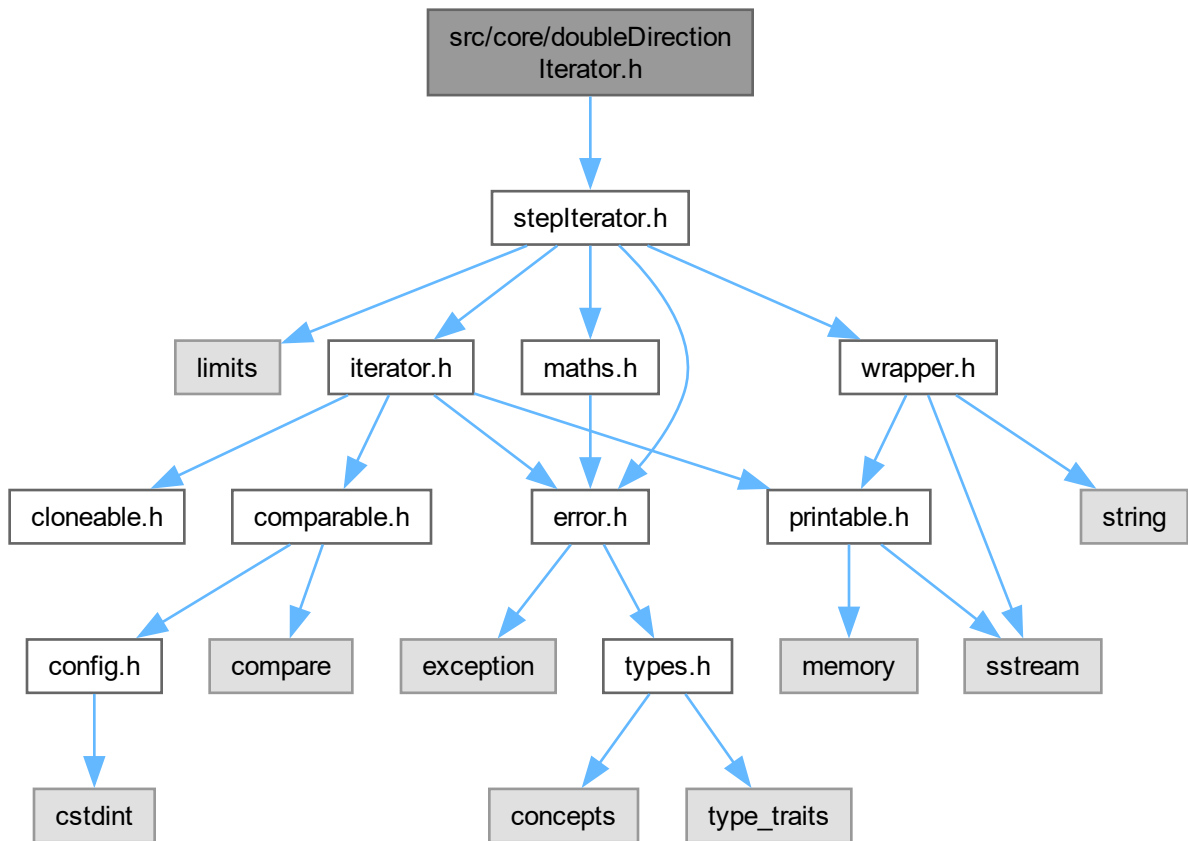 src/core/doubleDirection
Iterator.h
stepIterator.h
limits
iterator.h
maths.h
wrapper.h
cloneable.h
comparable.h
error.h
printable.h
string
config.h
compare
exception
types.h
memory
sstream
cstdint
concepts
type_traits